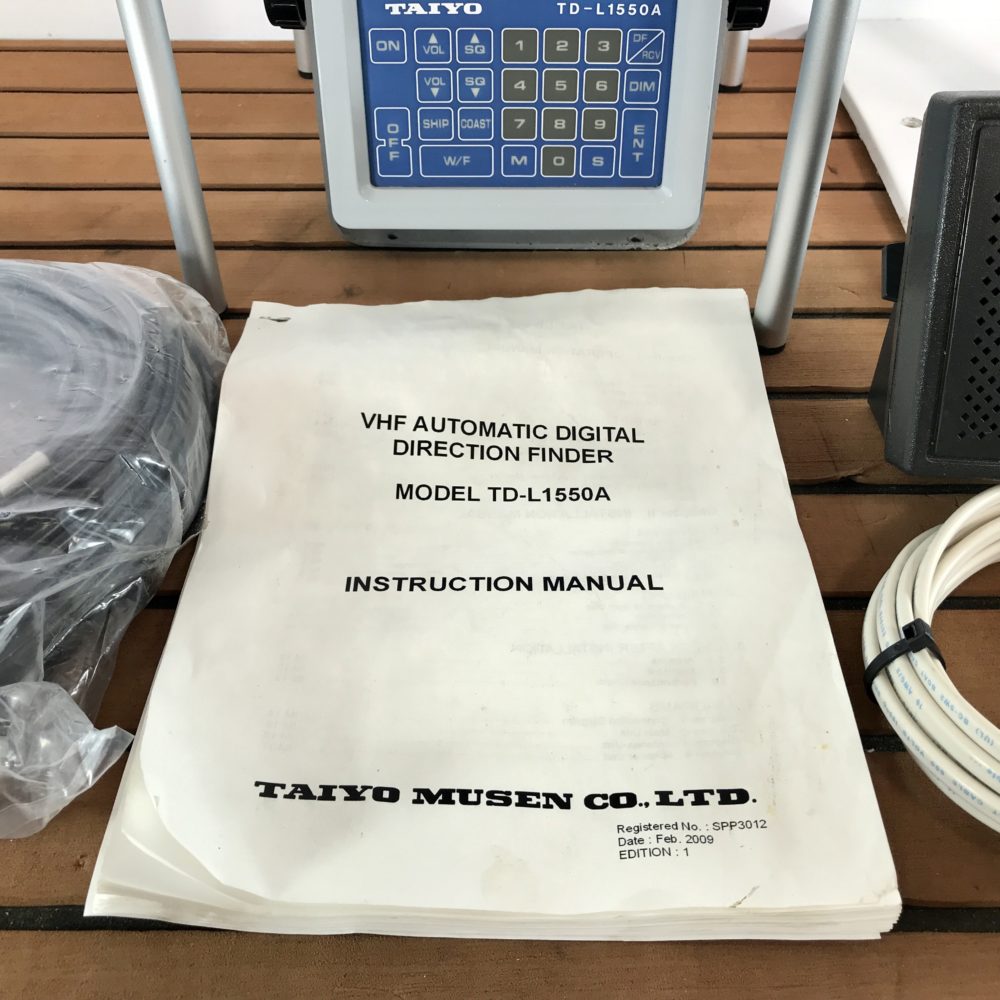 TAIYO TD-L1550A
ON VOL SQ 1 2 3 DF/RCV
VOL SQ 4 5 6 DIM
OFF SHIP COAST 7 8 9 ENT
W/F M 0 S
VHF AUTOMATIC DIGITAL
DIRECTION FINDER
MODEL TD-L1550A
INSTRUCTION MANUAL
TAIYO MUSEN CO., LTD.
Registered No. : SPP3012
Date : Feb. 2009
EDITION : 1